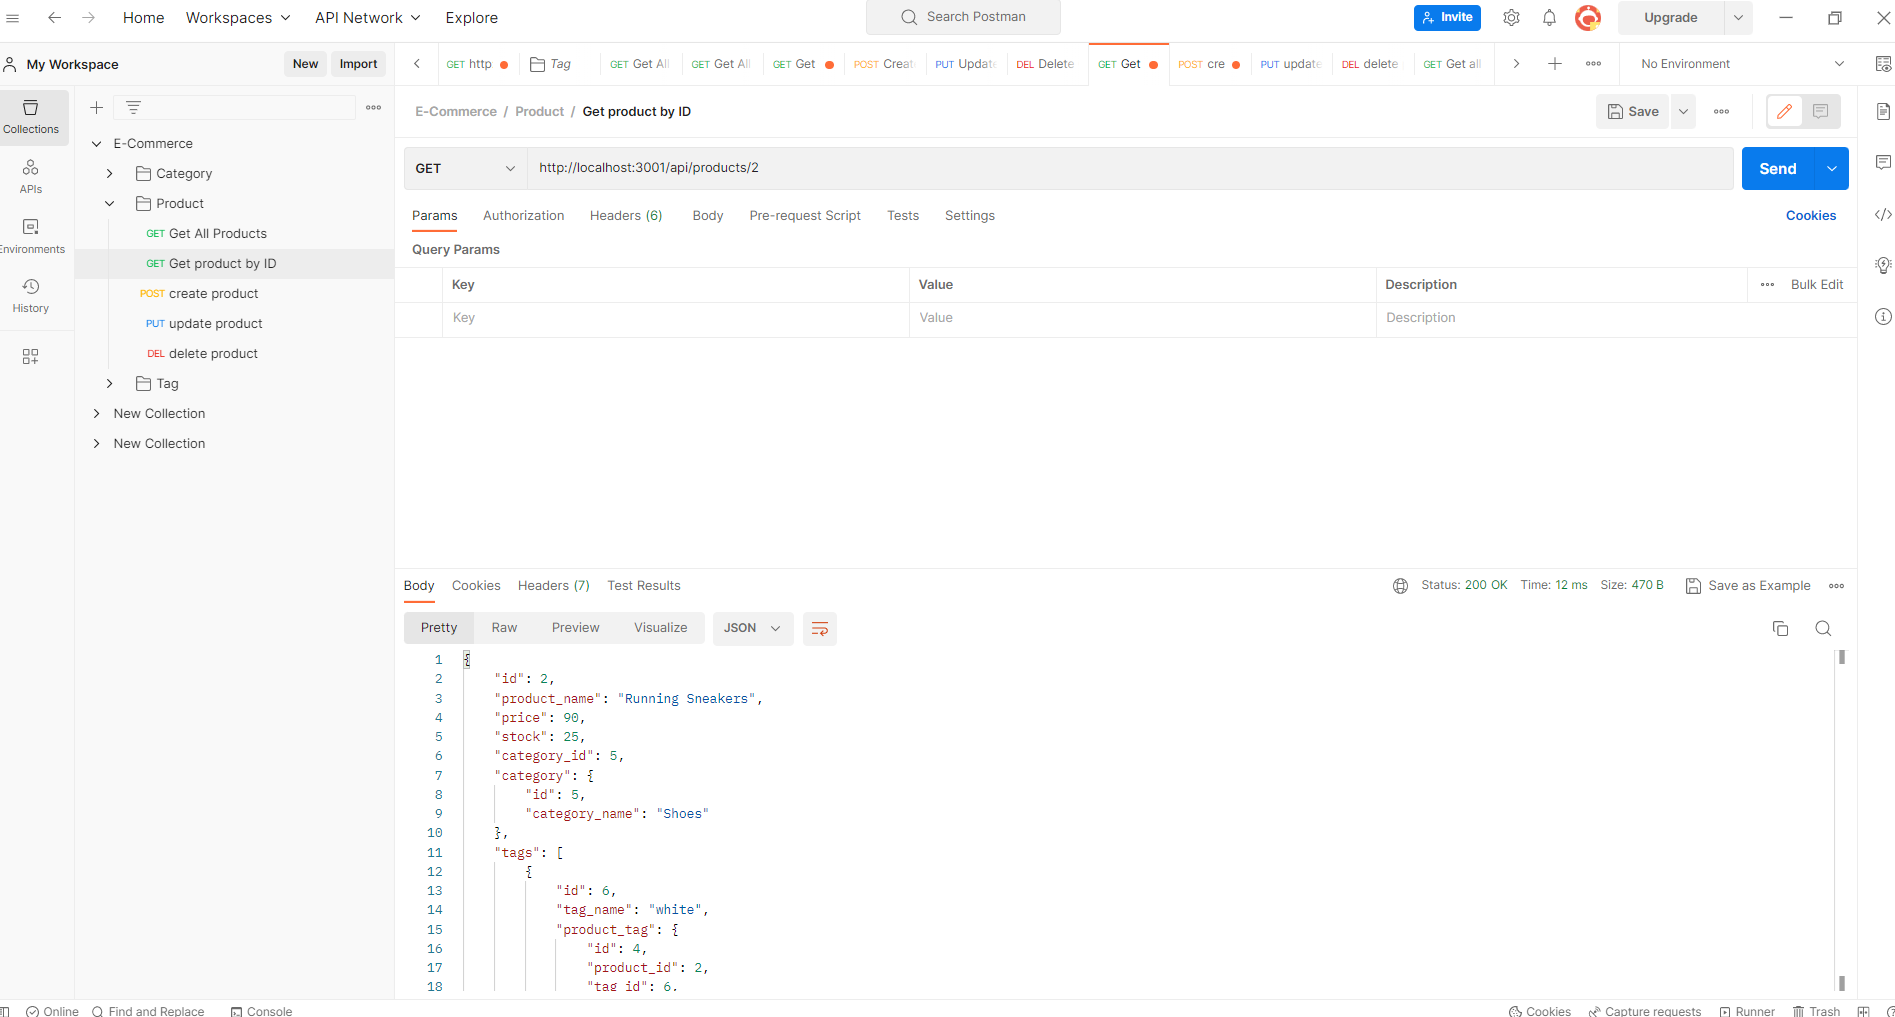 Home Workspaces API Network Explore Search Postman Invite Upgrade
My Workspace New Import GET http Tag GET Get All GET Get All GET Get POST Creat PUT Update DEL Delete GET Get POST cre PUT update DEL delete GET Get all No Environment
Collections
APIs
Environments
History
E-Commerce
Category
Product
GET Get All Products
GET Get product by ID
POST create product
PUT update product
DEL delete product
Tag
New Collection
New Collection
E-Commerce / Product / Get product by ID Save
GET http://localhost:3001/api/products/2 Send
Params Authorization Headers (6) Body Pre-request Script Tests Settings Cookies
Query Params
Key Value Description Bulk Edit
Key Value Description
Body Cookies Headers (7) Test Results Status: 200 OK Time: 12 ms Size: 470 B Save as Example
Pretty Raw Preview Visualize JSON
1 {
2 "id": 2,
3 "product_name": "Running Sneakers",
4 "price": 90,
5 "stock": 25,
6 "category_id": 5,
7 "category": {
8 "id": 5,
9 "category_name": "Shoes"
10 },
11 "tags": [
12 {
13 "id": 6,
14 "tag_name": "white",
15 "product_tag": {
16 "id": 4,
17 "product_id": 2,
18 "tag_id": 6,
Online Find and Replace Console Cookies Capture requests Runner Trash